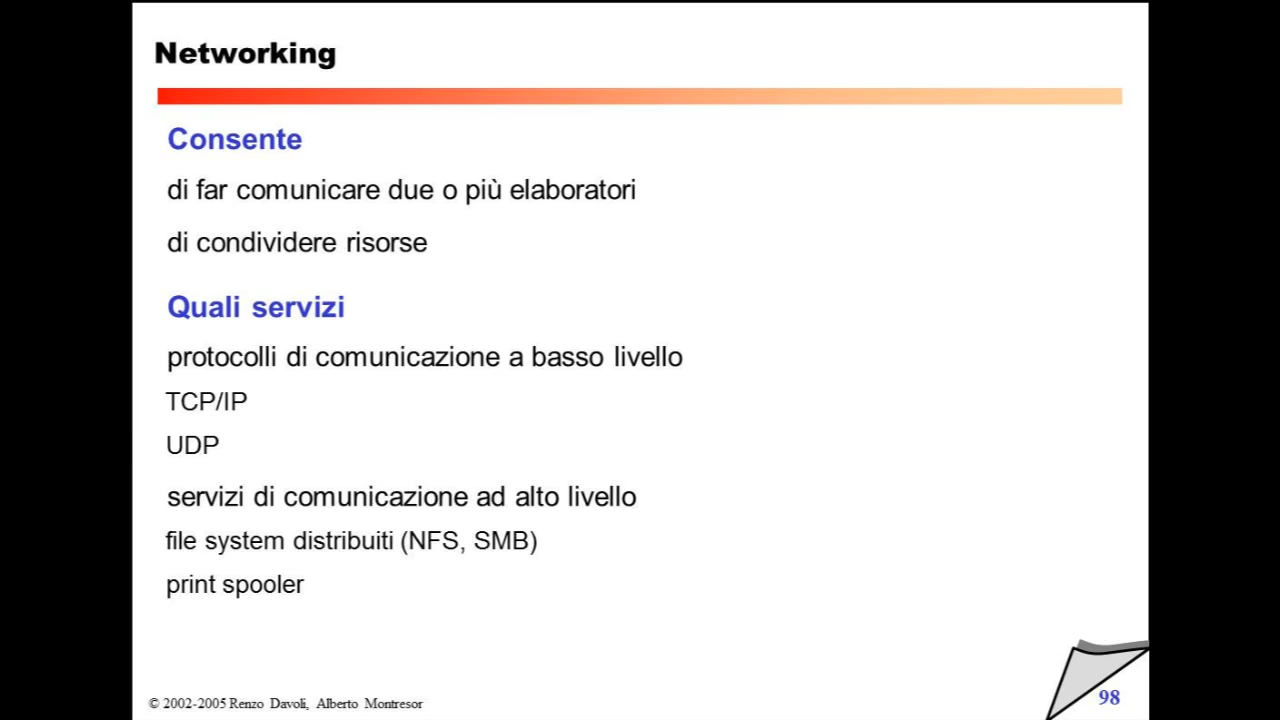 Networking
Consente
di far comunicare due o più elaboratori
di condividere risorse
Quali servizi
protocolli di comunicazione a basso livello
TCP/IP
UDP
servizi di comunicazione ad alto livello
file system distribuiti (NFS, SMB)
print spooler
© 2002-2005 Renzo Davoli, Alberto Montresor
98